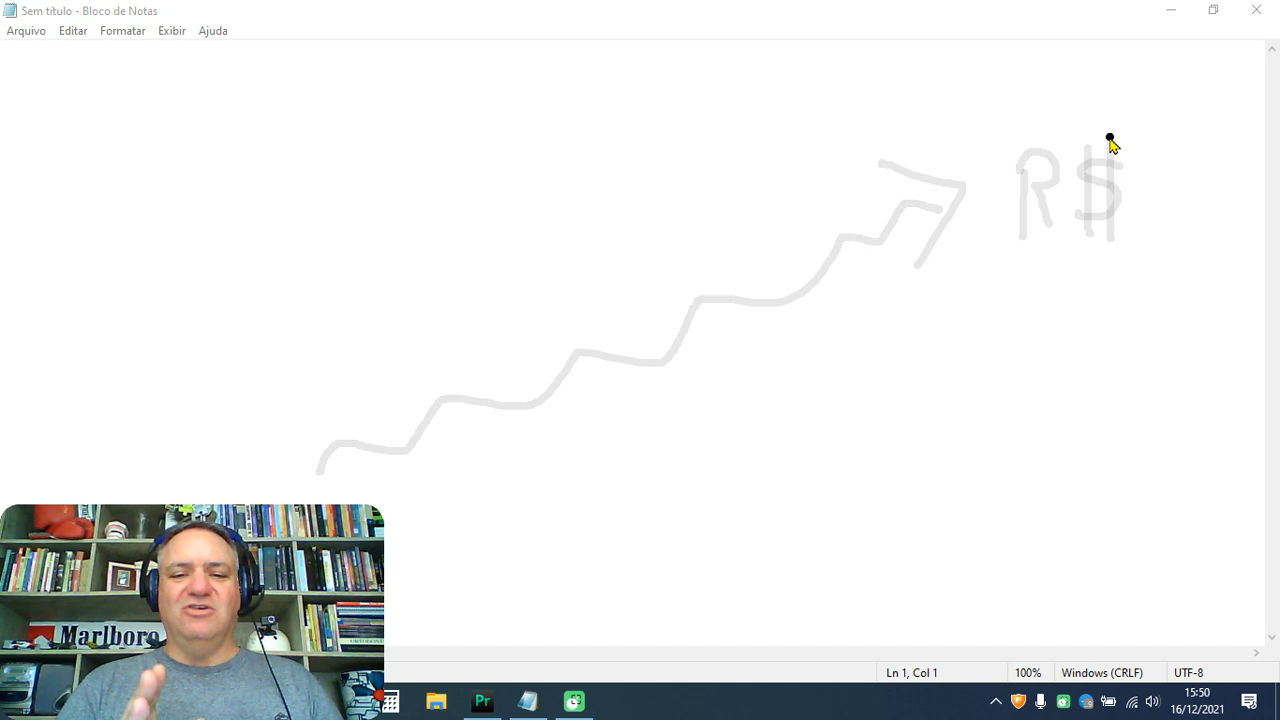 Sem título - Bloco de Notas
Arquivo Editar Formatar Exibir Ajuda
R$
Marlboro
Ln 1, Col 1 100% Windows (CRLF) UTF-8
Pr
15:50
16/12/2021